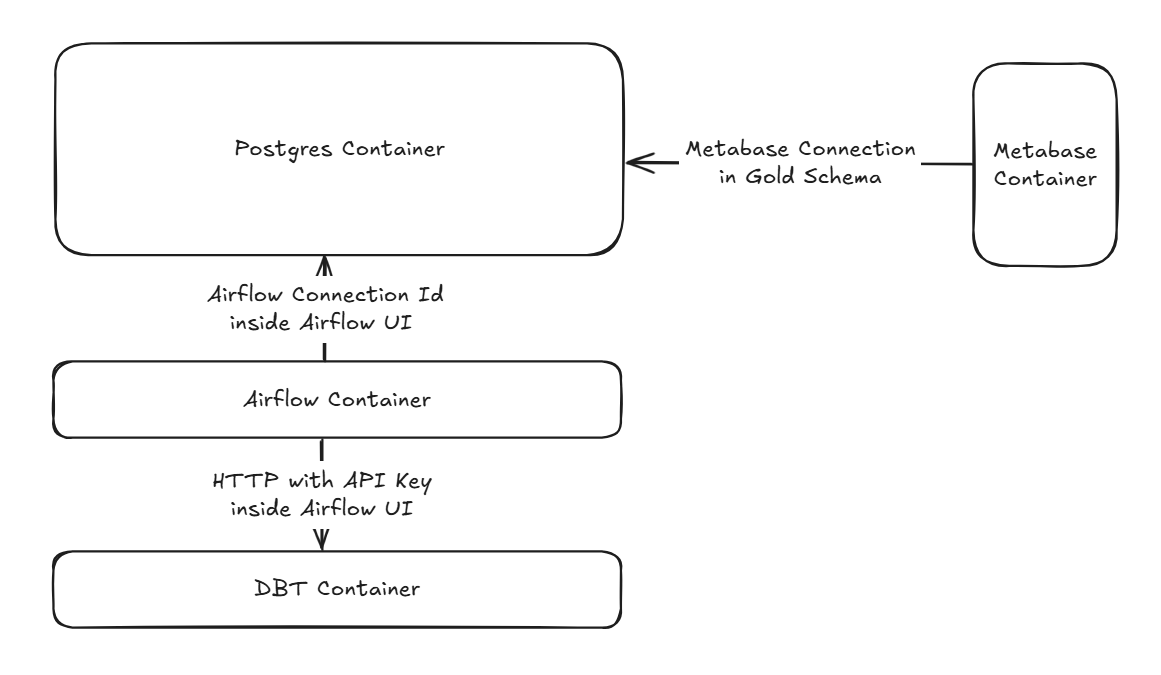 Postgres Container
Metabase Connection
in Gold Schema
Metabase
Container
Airflow Connection Id
inside Airflow UI
Airflow Container
HTTP with API Key
inside Airflow UI
DBT Container